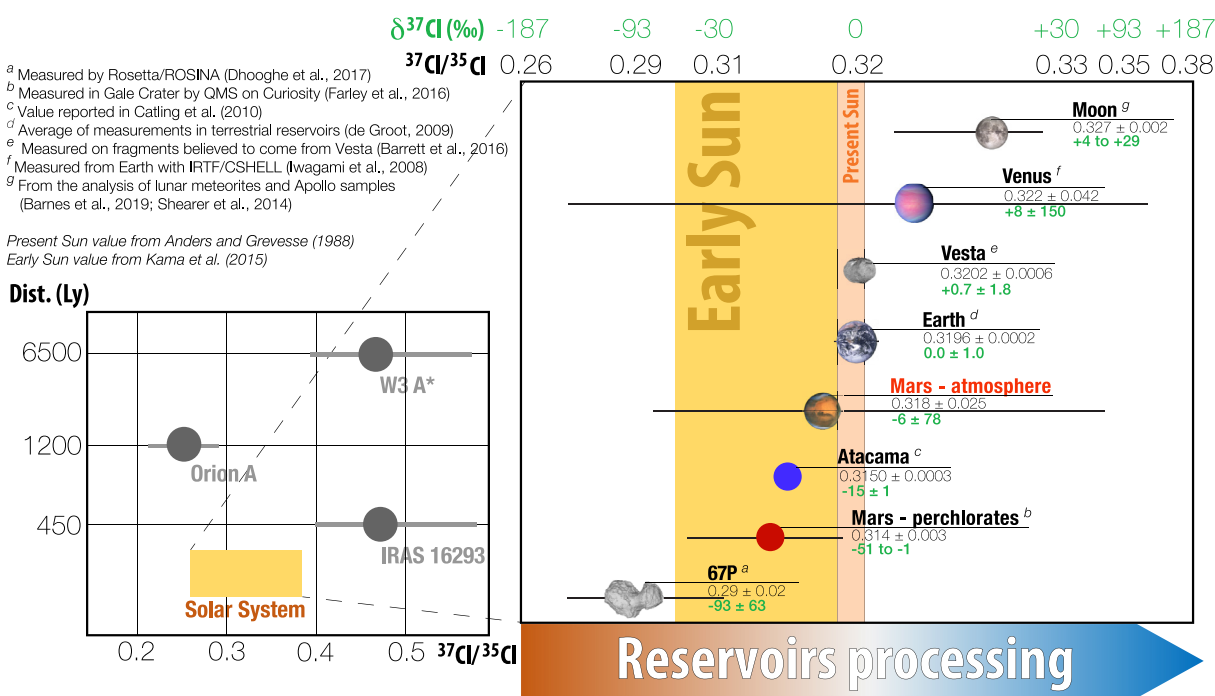 δ³⁷Cl (‰) -187 -93 -30 0 +30 +93 +187
³⁷Cl/³⁵Cl 0.26 0.29 0.31 0.32 0.33 0.35 0.38
ᵃ Measured by Rosetta/ROSINA (Dhooghe et al., 2017)
ᵇ Measured in Gale Crater by QMS on Curiosity (Farley et al., 2016)
ᶜ Value reported in Catling et al. (2010)
ᵈ Average of measurements in terrestrial reservoirs (de Groot, 2009)
ᵉ Measured on fragments believed to come from Vesta (Barrett et al., 2016)
ᶠ Measured from Earth with IRTF/CSHELL (Iwagami et al., 2008)
ᵍ From the analysis of lunar meteorites and Apollo samples
(Barnes et al., 2019; Shearer et al., 2014)
Present Sun value from Anders and Grevesse (1988)
Early Sun value from Kama et al. (2015)
Dist. (Ly)
6500
W3 A*
1200
Orion A
450
IRAS 16293
Solar System
0.2 0.3 0.4 0.5 ³⁷Cl/³⁵Cl
Early Sun
Present Sun
Moon ᵍ
0.327 ± 0.002
+4 to +29
Venus ᶠ
0.322 ± 0.042
+8 ± 150
Vesta ᵉ
0.3202 ± 0.0006
+0.7 ± 1.8
Earth ᵈ
0.3196 ± 0.0002
0.0 ± 1.0
Mars - atmosphere
0.318 ± 0.025
-6 ± 78
Atacama ᶜ
0.3150 ± 0.0003
-15 ± 1
Mars - perchlorates ᵇ
0.314 ± 0.003
-51 to -1
67P ᵃ
0.29 ± 0.02
-93 ± 63
Reservoirs processing